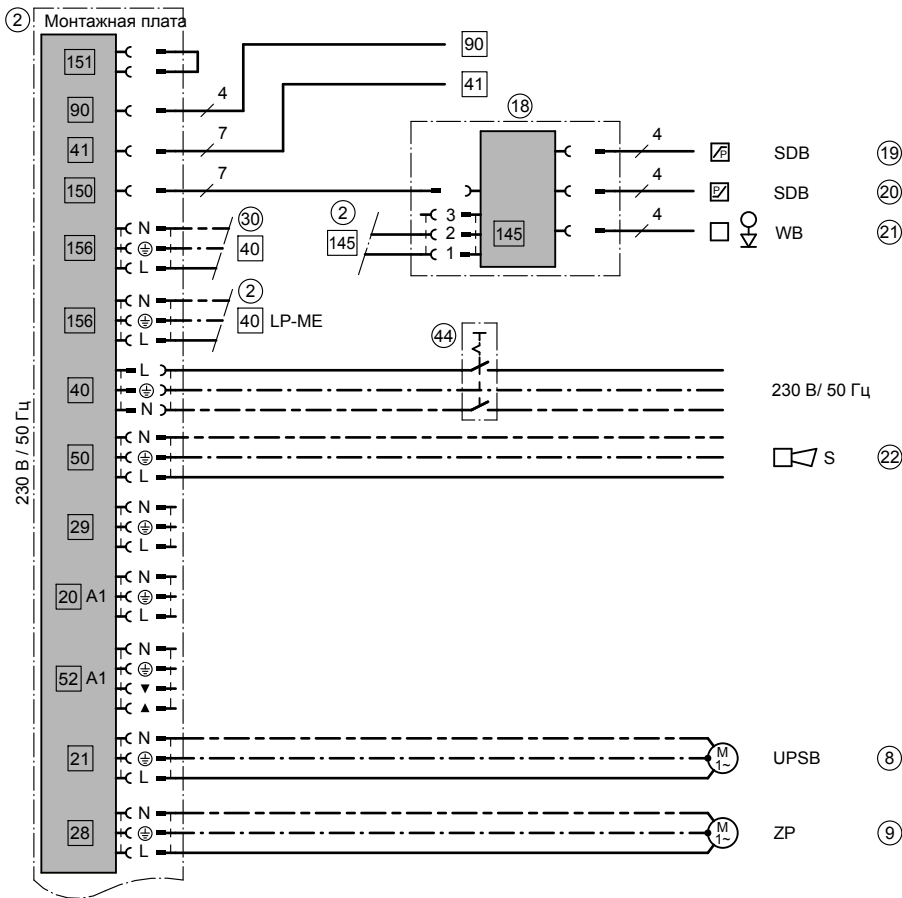 2 Монтажная плата
151
90
90
4
41
41
7
18
150
7
4
SDB 19
4
P SDB 20
4
WB 21
2
145
3
2
1
145
156
N
L
30
40
156
N
L
2
40 LP-ME
44
40
L
N
230 В/ 50 Гц
50
N
L
S 22
230 В / 50 Гц
29
N
L
20 A1
N
L
52 A1
N
▼
▲
21
N
L
M
1~
UPSB 8
28
N
L
M
1~
ZP 9